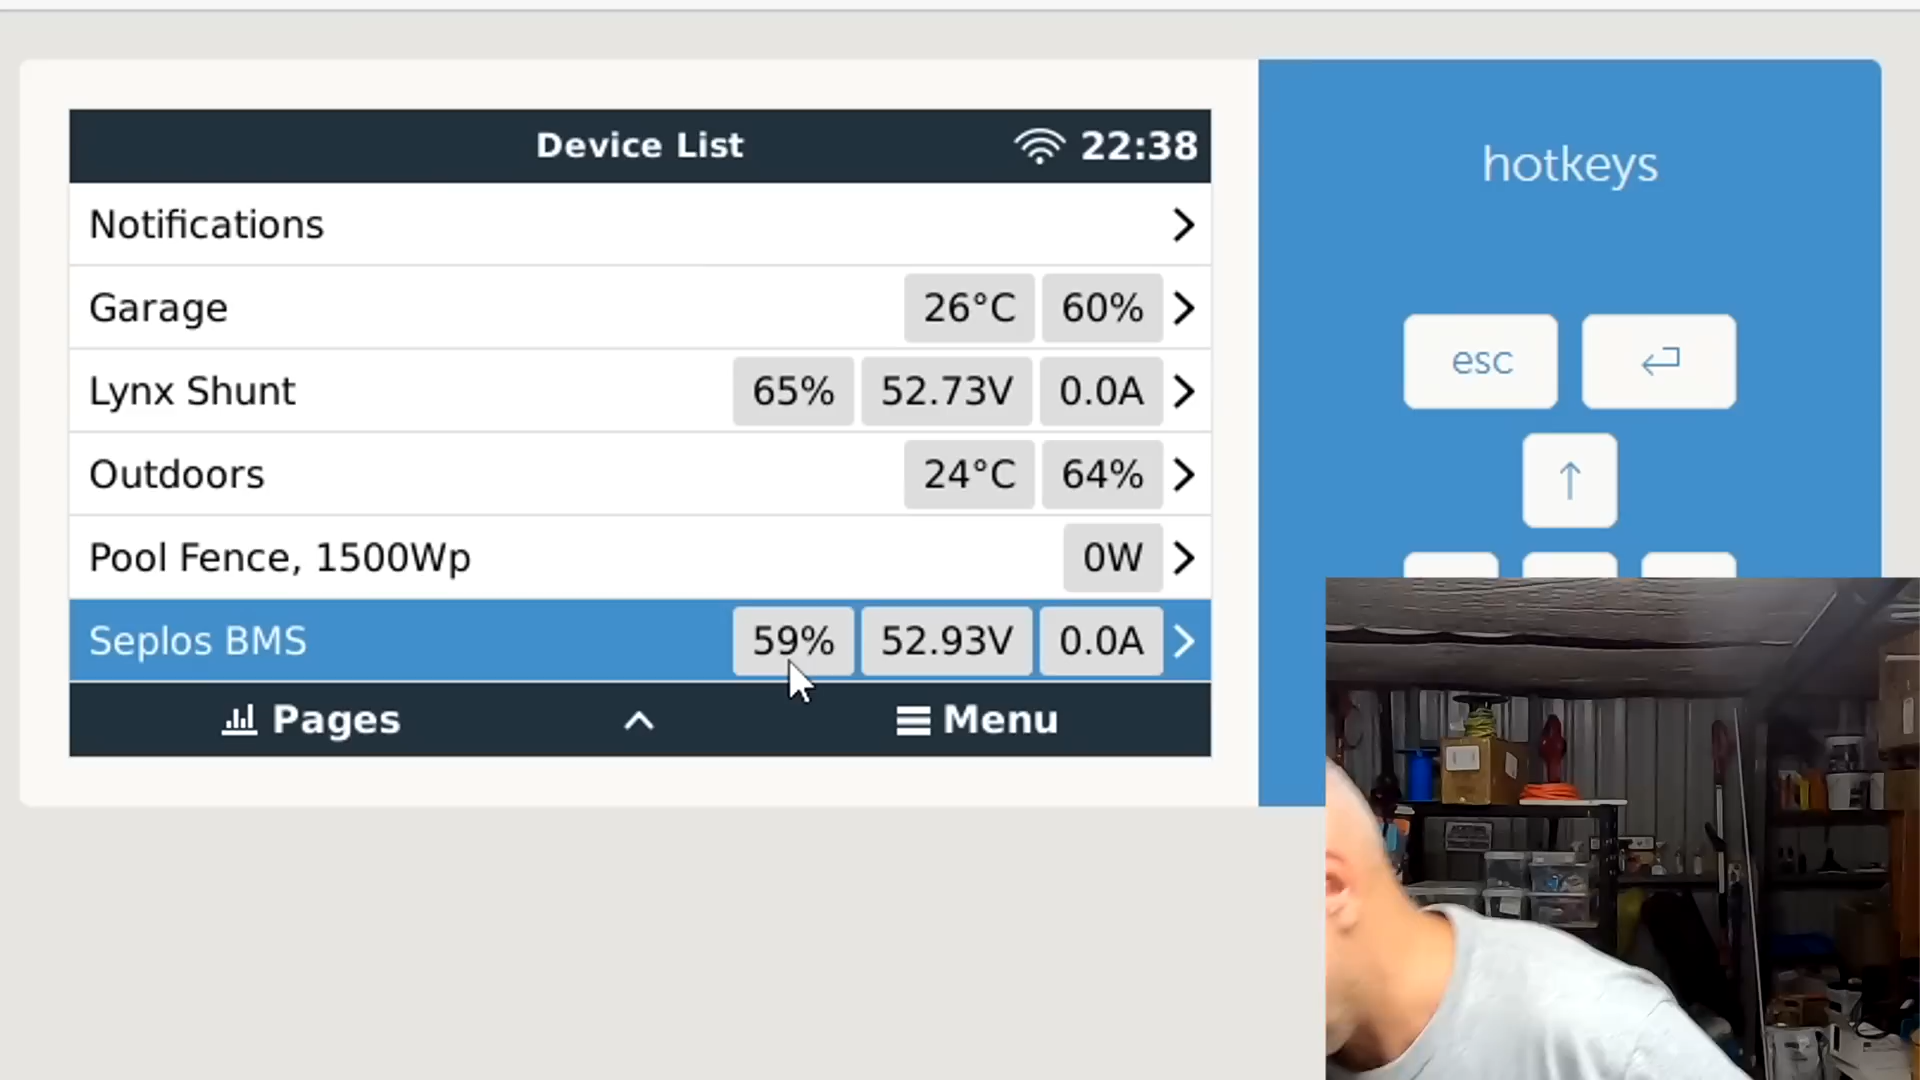 Device List 22:38
Notifications
Garage 26°C 60%
Lynx Shunt 65% 52.73V 0.0A
Outdoors 24°C 64%
Pool Fence, 1500Wp 0W
Seplos BMS 59% 52.93V 0.0A
Pages Menu
hotkeys
esc